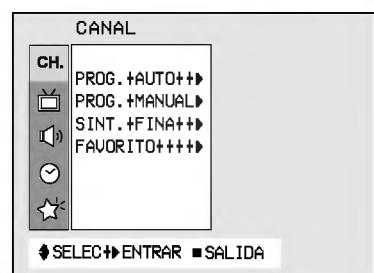 CANAL
CH.
PROG.+AUTO++▶
PROG.+MANUAL▶
SINT.+FINA++▶
FAVORITO++++▶
♦SELEC+▶ENTRAR ■SALIDA